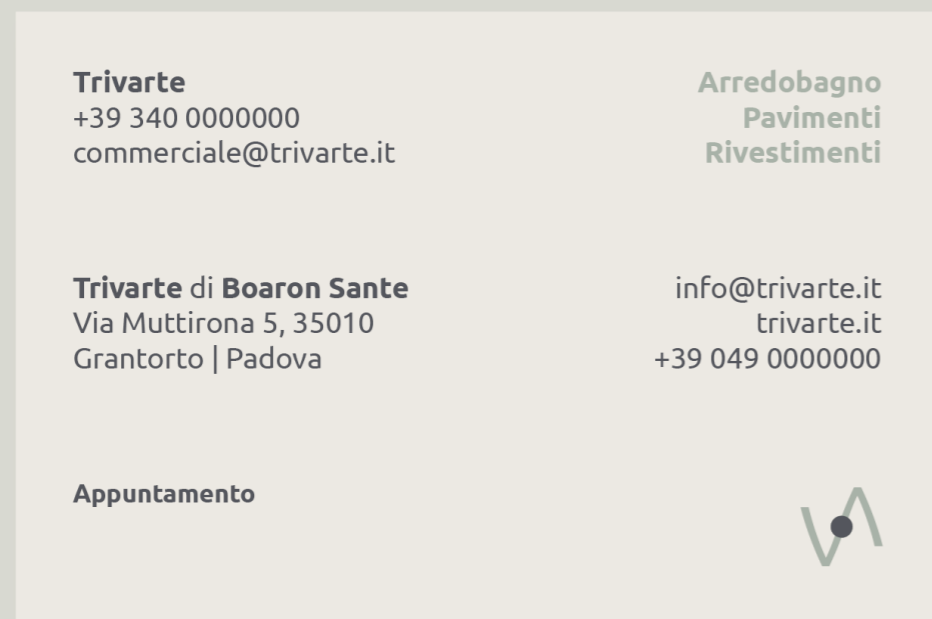 Trivarte
+39 340 0000000
commerciale@trivarte.it
Arredobagno
Pavimenti
Rivestimenti
Trivarte di Boaron Sante
Via Muttirona 5, 35010
Grantorto | Padova
info@trivarte.it
trivarte.it
+39 049 0000000
Appuntamento